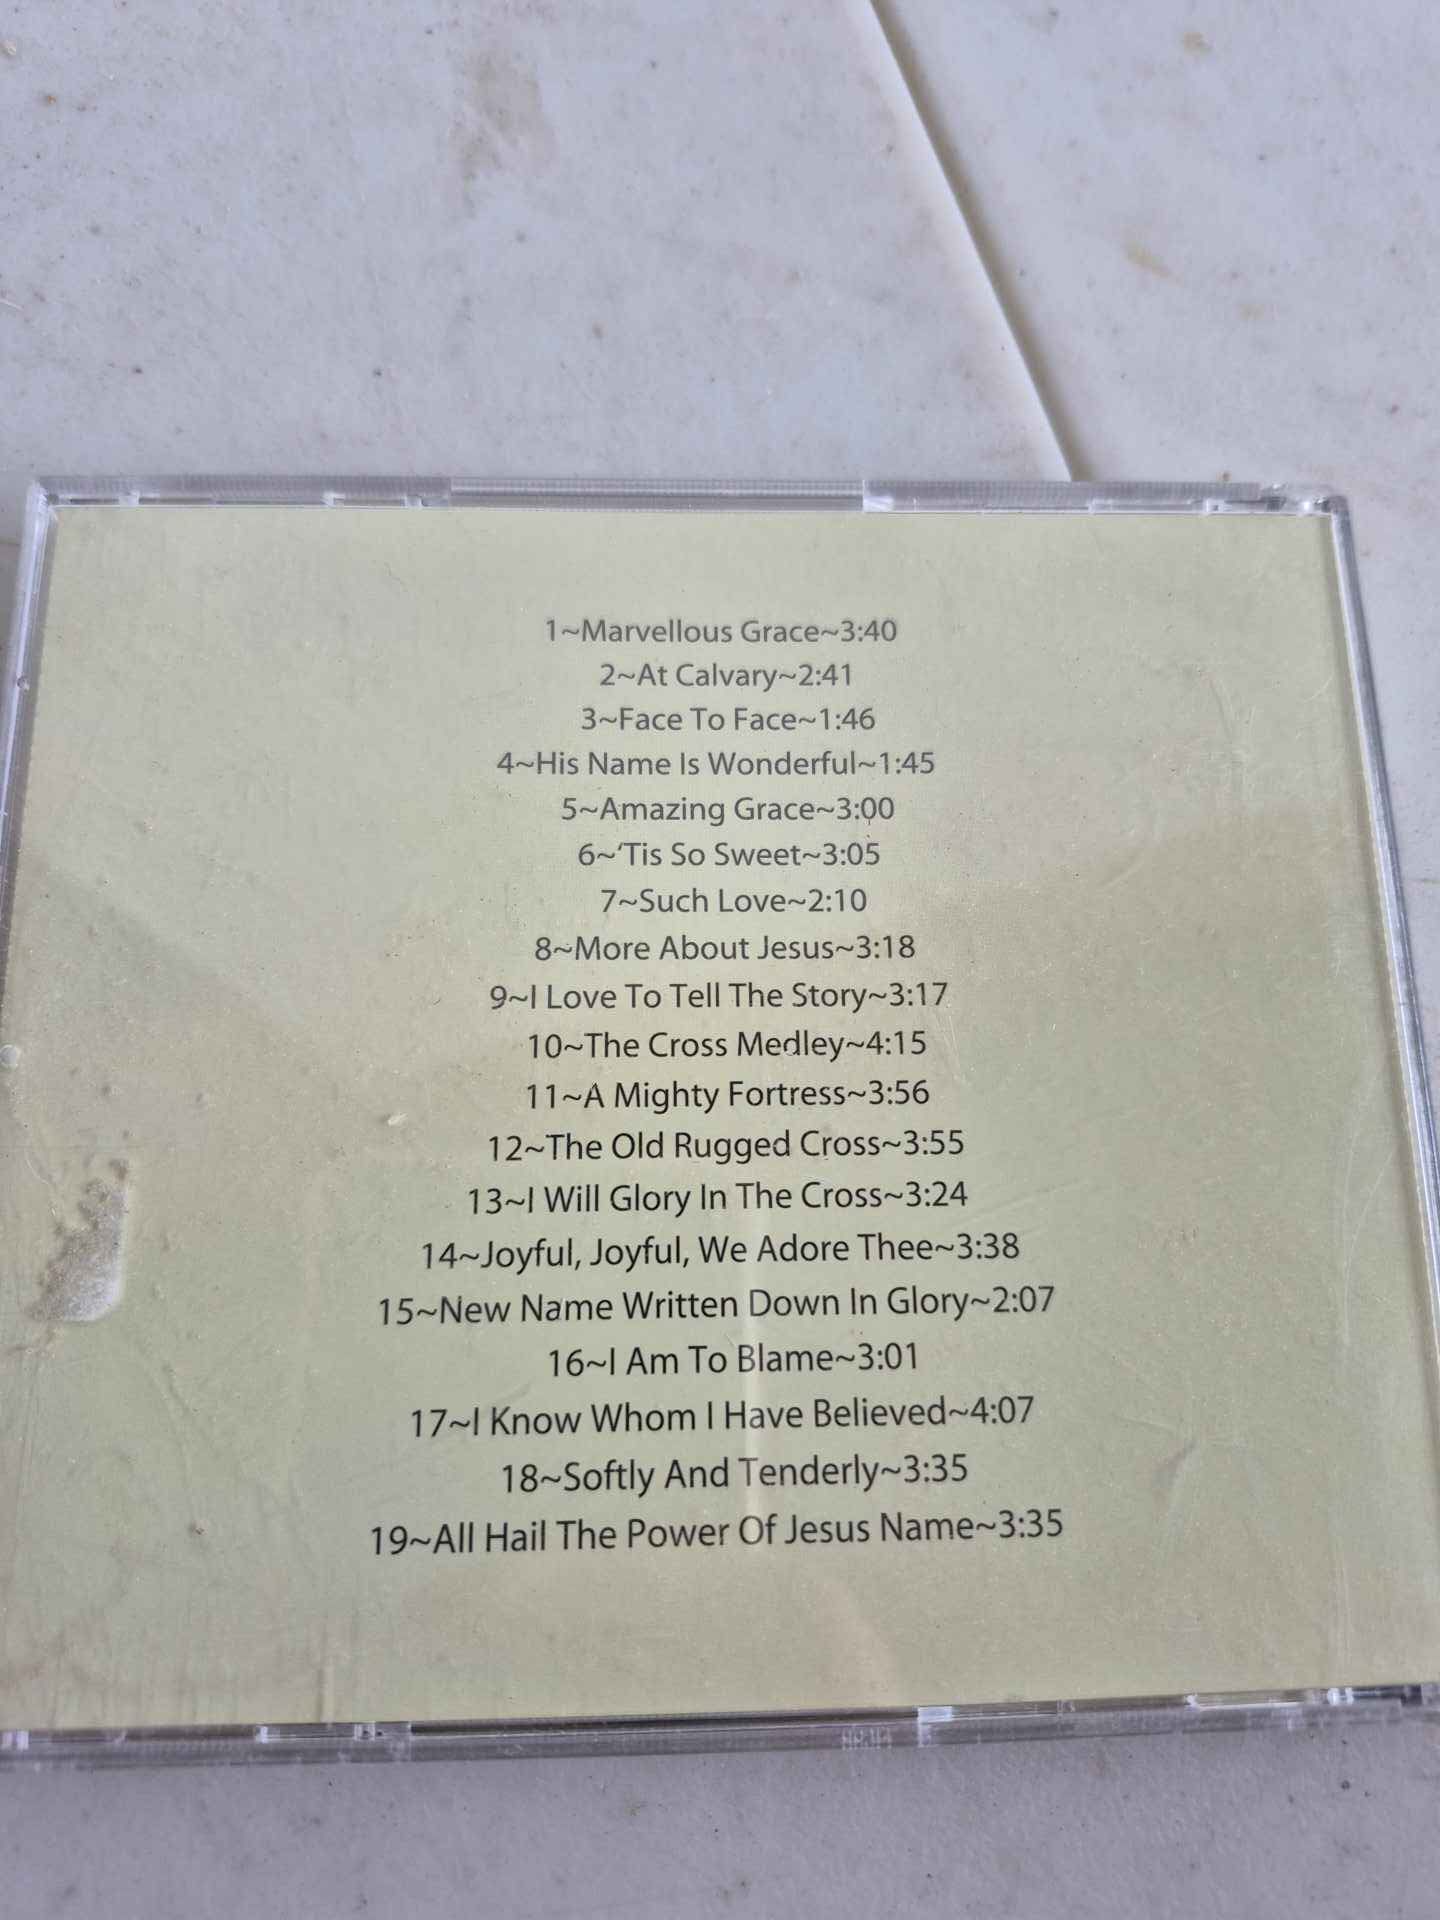 1~Marvellous Grace~3:40
2~At Calvary~2:41
3~Face To Face~1:46
4~His Name Is Wonderful~1:45
5~Amazing Grace~3:00
6~‘Tis So Sweet~3:05
7~Such Love~2:10
8~More About Jesus~3:18
9~I Love To Tell The Story~3:17
10~The Cross Medley~4:15
11~A Mighty Fortress~3:56
12~The Old Rugged Cross~3:55
13~I Will Glory In The Cross~3:24
14~Joyful, Joyful, We Adore Thee~3:38
15~New Name Written Down In Glory~2:07
16~I Am To Blame~3:01
17~I Know Whom I Have Believed~4:07
18~Softly And Tenderly~3:35
19~All Hail The Power Of Jesus Name~3:35